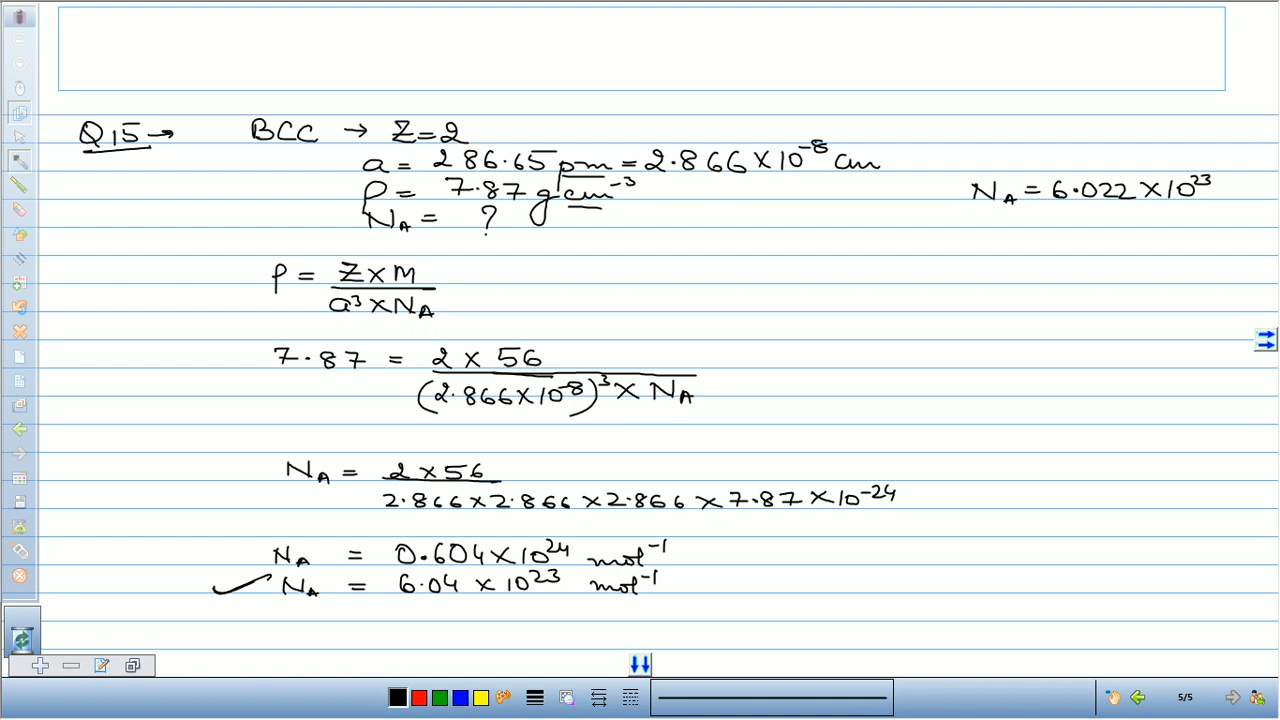 Q15 → BCC → Z=2
a = 286.65 pm = 2.866×10⁻⁸ cm
ρ = 7.87 g cm⁻³
N_A = 6.022×10²³
N_A = ?
ρ = Z×M / a³×N_A
7.87 = 2 × 56 / (2.866×10⁻⁸)³ × N_A
N_A = 2×56 / 2.866×2.866×2.866×7.87×10⁻²⁴
N_A = 0.604×10²⁴ mol⁻¹
N_A = 6.04 ×10²³ mol⁻¹
5/5